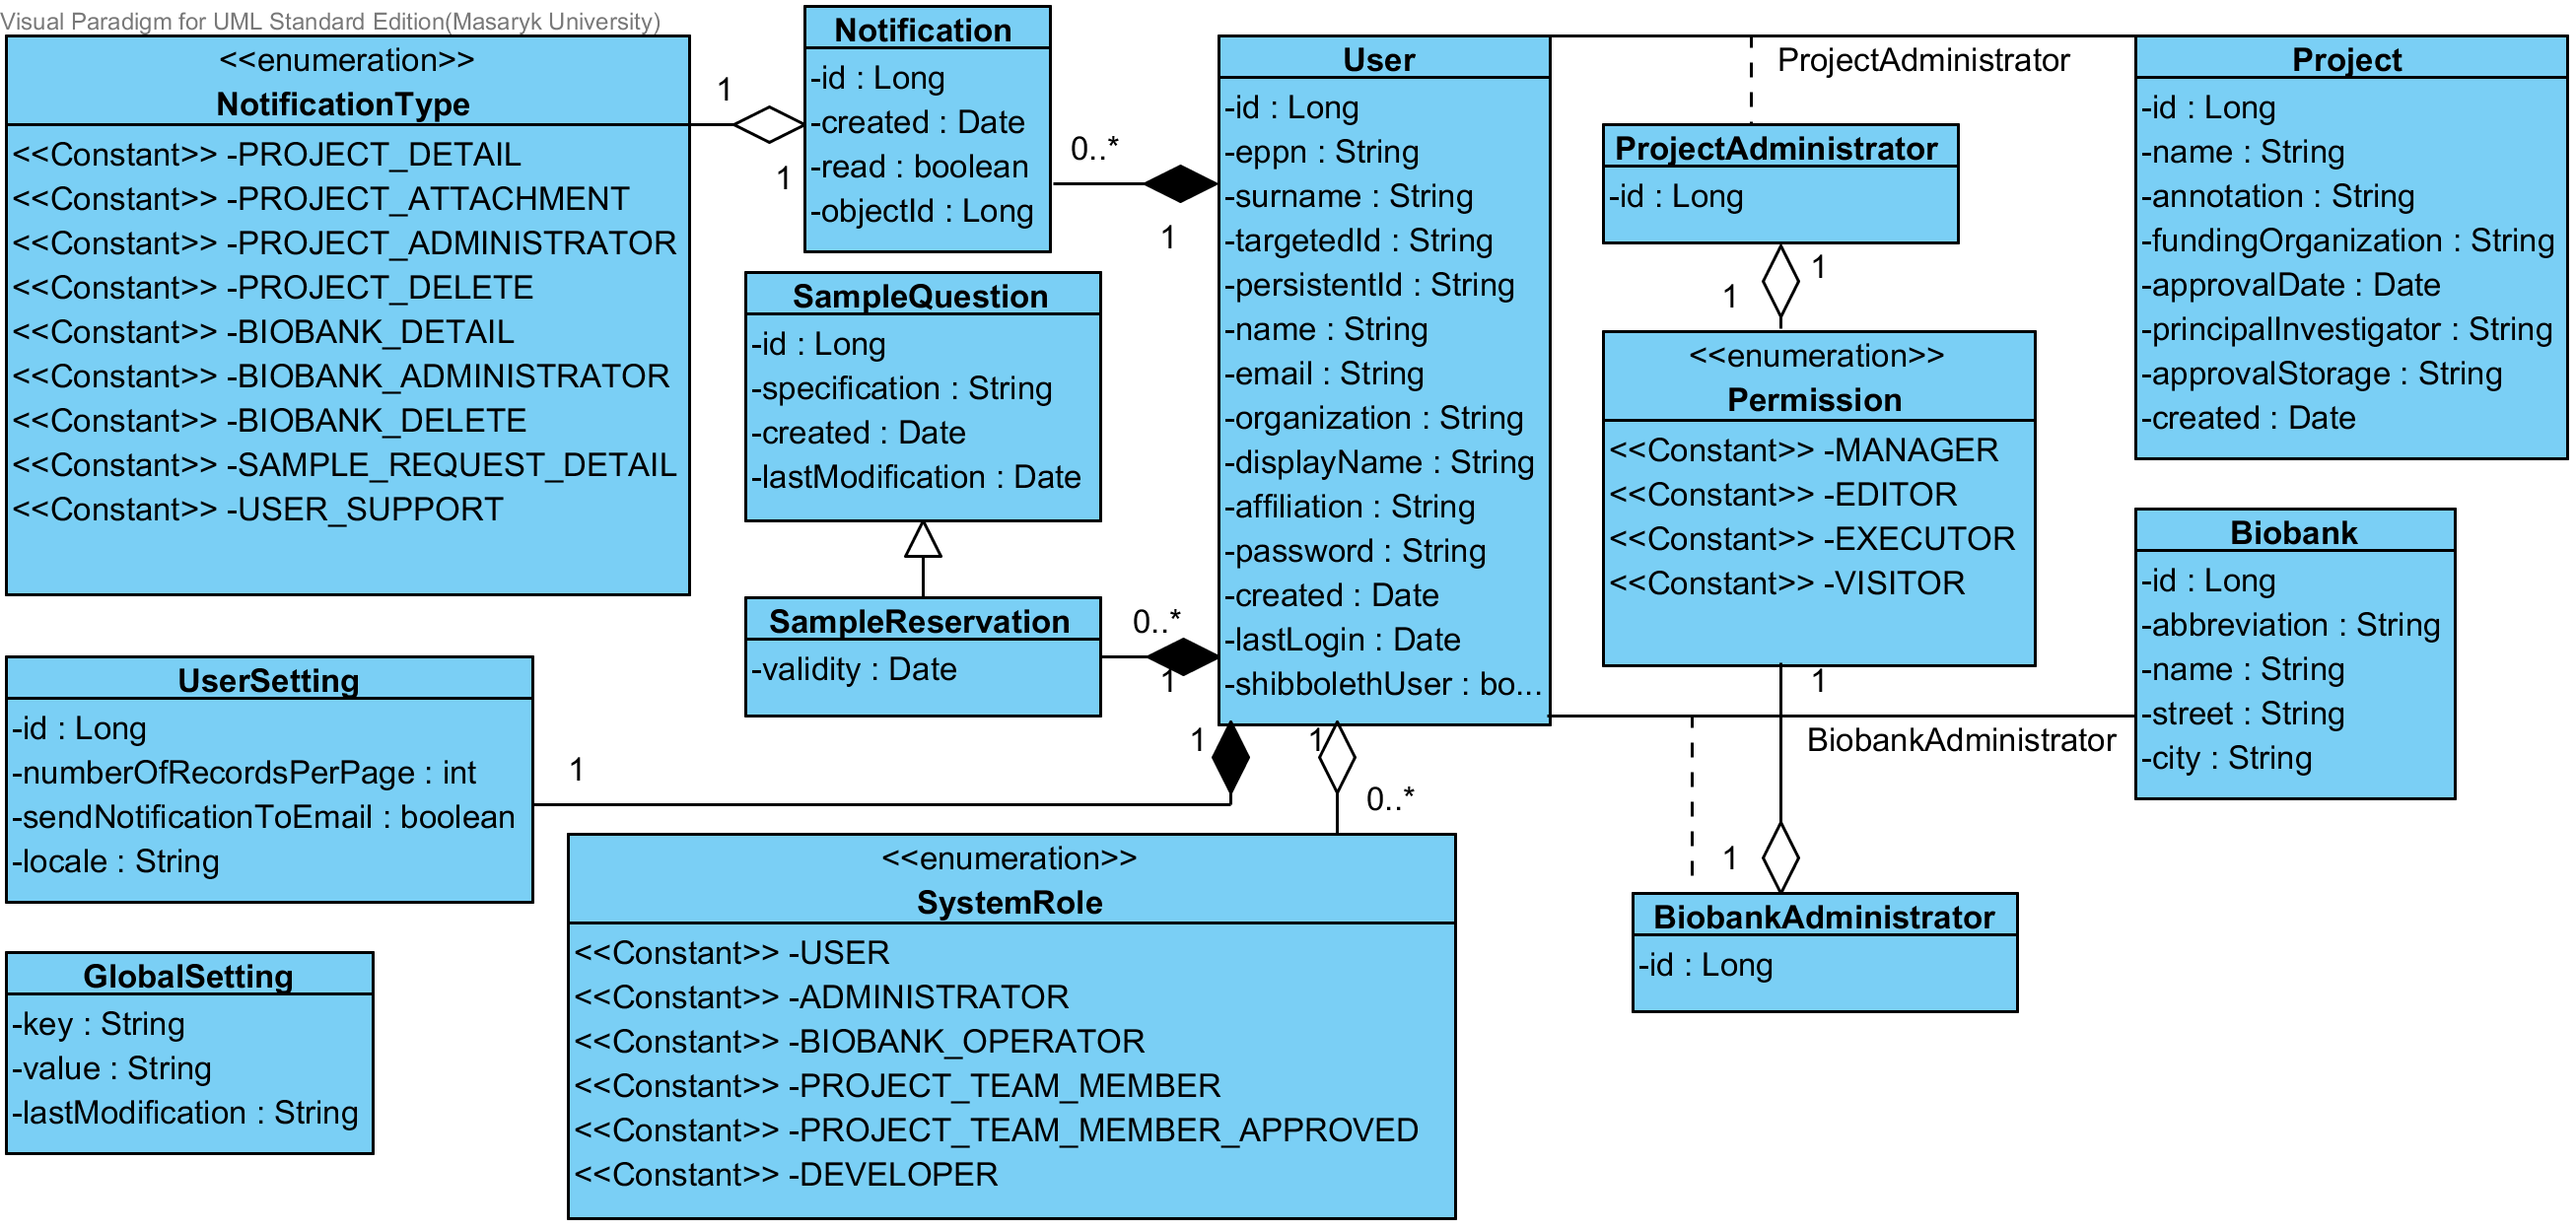 Visual Paradigm for UML Standard Edition(Masaryk University)
<<enumeration>>
NotificationType
<<Constant>> -PROJECT_DETAIL
<<Constant>> -PROJECT_ATTACHMENT
<<Constant>> -PROJECT_ADMINISTRATOR
<<Constant>> -PROJECT_DELETE
<<Constant>> -BIOBANK_DETAIL
<<Constant>> -BIOBANK_ADMINISTRATOR
<<Constant>> -BIOBANK_DELETE
<<Constant>> -SAMPLE_REQUEST_DETAIL
<<Constant>> -USER_SUPPORT
1
1
Notification
-id : Long
-created : Date
-read : boolean
-objectId : Long
0..*
1
SampleQuestion
-id : Long
-specification : String
-created : Date
-lastModification : Date
SampleReservation
-validity : Date
0..*
1
User
-id : Long
-eppn : String
-surname : String
-targetedId : String
-persistentId : String
-name : String
-email : String
-organization : String
-displayName : String
-affiliation : String
-password : String
-created : Date
-lastLogin : Date
-shibbolethUser : bo...
ProjectAdministrator
ProjectAdministrator
-id : Long
1
1
<<enumeration>>
Permission
<<Constant>> -MANAGER
<<Constant>> -EDITOR
<<Constant>> -EXECUTOR
<<Constant>> -VISITOR
1
BiobankAdministrator
1
BiobankAdministrator
-id : Long
Project
-id : Long
-name : String
-annotation : String
-fundingOrganization : String
-approvalDate : Date
-principalInvestigator : String
-approvalStorage : String
-created : Date
Biobank
-id : Long
-abbreviation : String
-name : String
-street : String
-city : String
UserSetting
-id : Long
-numberOfRecordsPerPage : int
-sendNotificationToEmail : boolean
-locale : String
1
1
1
0..*
<<enumeration>>
SystemRole
<<Constant>> -USER
<<Constant>> -ADMINISTRATOR
<<Constant>> -BIOBANK_OPERATOR
<<Constant>> -PROJECT_TEAM_MEMBER
<<Constant>> -PROJECT_TEAM_MEMBER_APPROVED
<<Constant>> -DEVELOPER
GlobalSetting
-key : String
-value : String
-lastModification : String